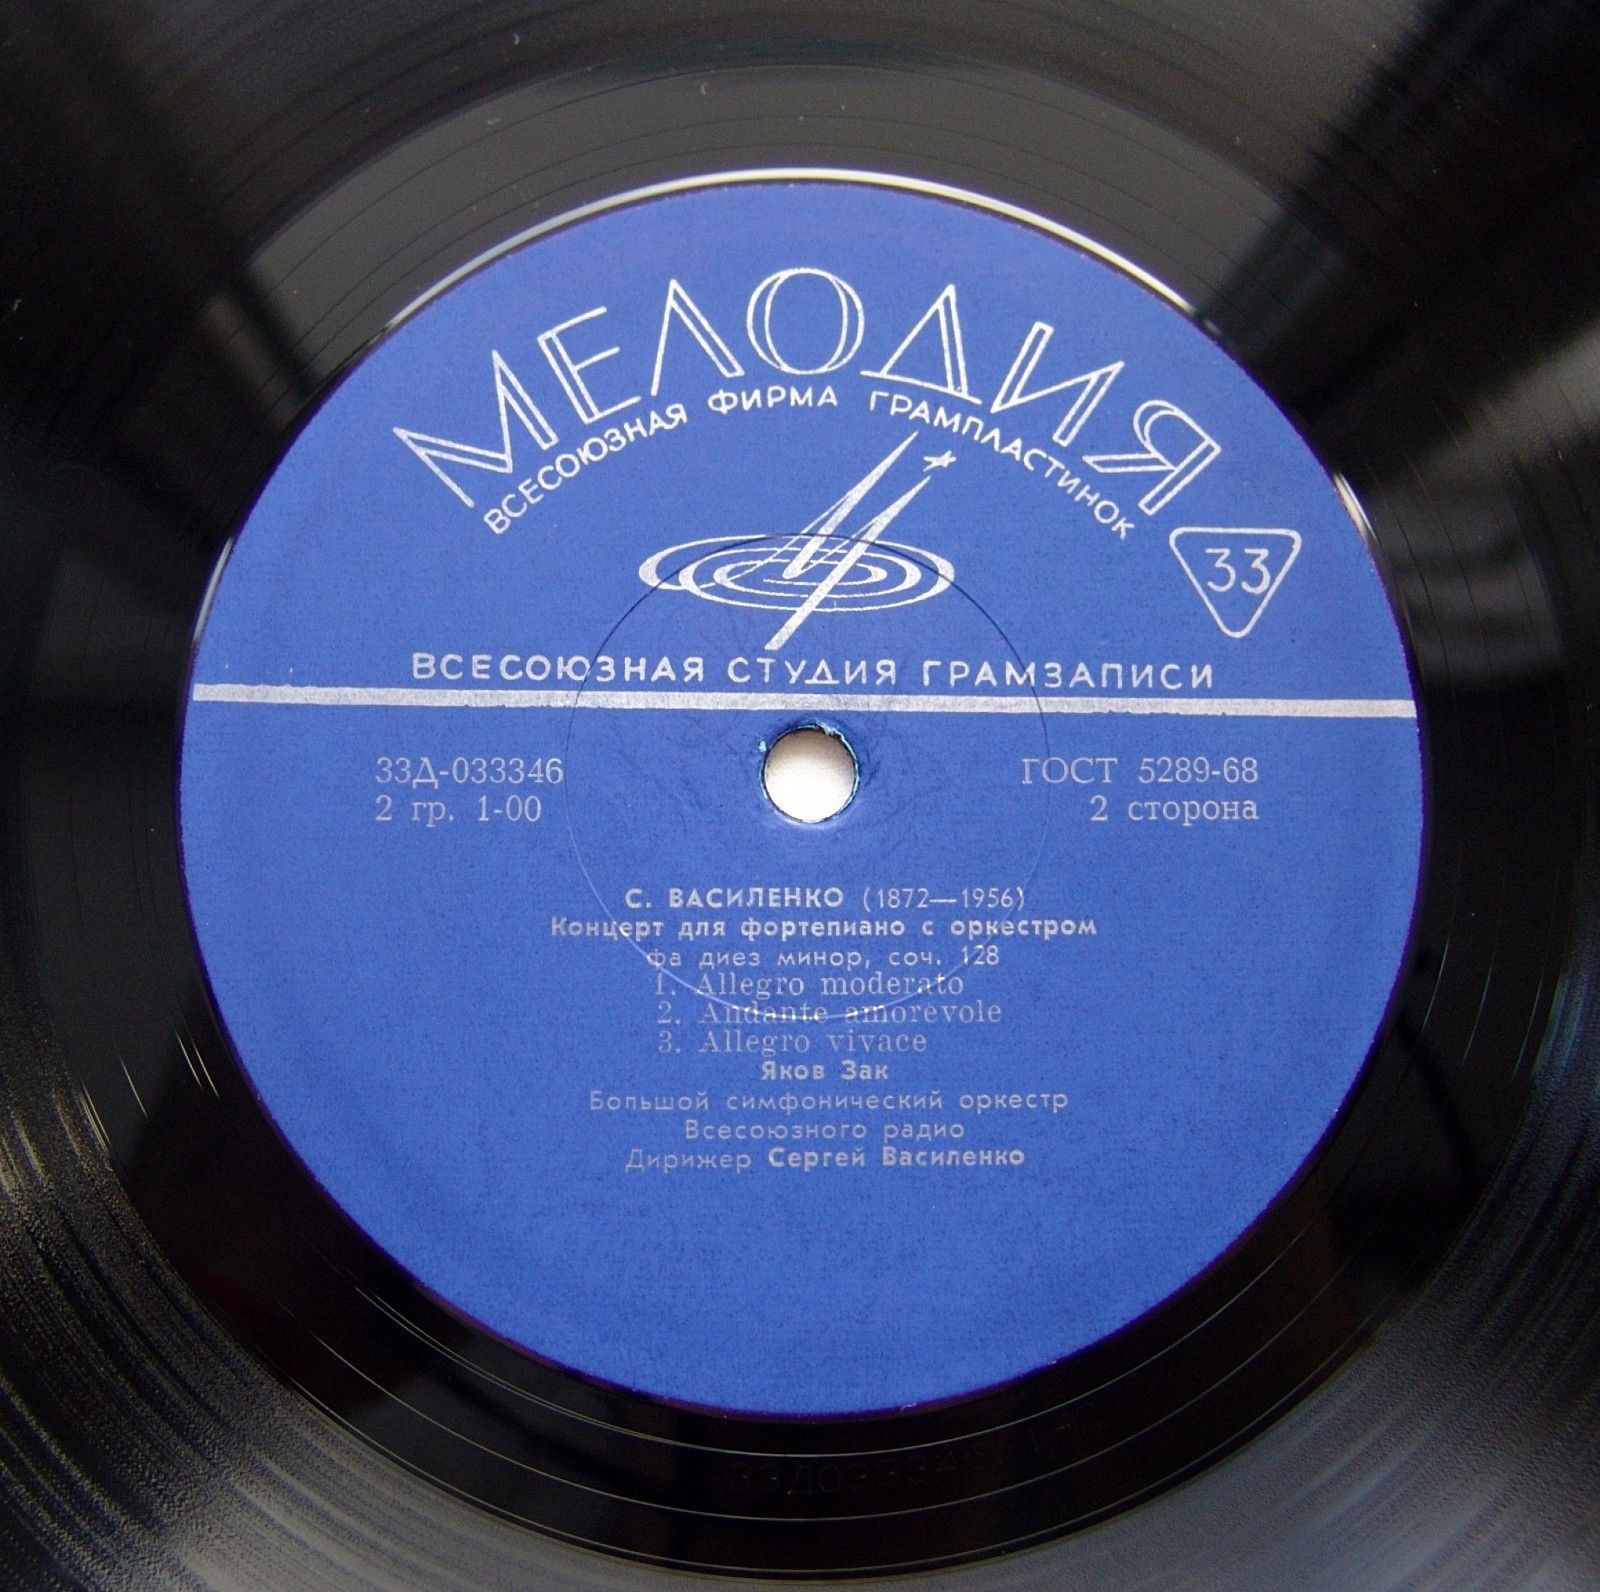 МЕЛОДИЯ
ВСЕСОЮЗНАЯ ФИРМА ГРАМПЛАСТИНОК
33
ВСЕСОЮЗНАЯ СТУДИЯ ГРАМЗАПИСИ
33Д-033346 ГОСТ 5289-68
2 гр. 1-00 2 сторона
С. ВАСИЛЕНКО (1872—1956)
Концерт для фортепиано с оркестром
фа диез минор, соч. 128
1. Allegro moderato
2. Andante amorevole
3. Allegro vivace
Яков Зак
Большой симфонический оркестр
Всесоюзного радио
Дирижер Сергей Василенко